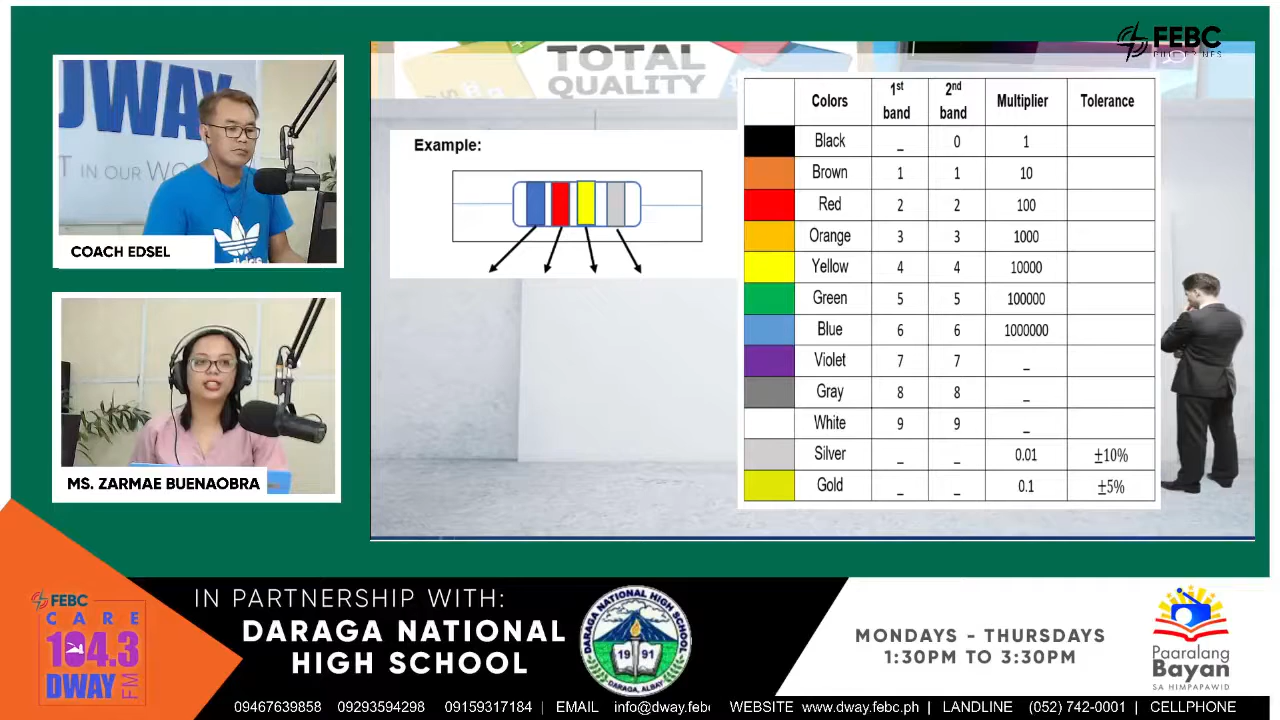 FEBC
PHILIPPINES
DWAY
T IN OUR WO
COACH EDSEL
MS. ZARMAE BUENAOBRA
TOTAL
QUALITY
Example:
Colors 1st band 2nd band Multiplier Tolerance
Black _ 0 1
Brown 1 1 10
Red 2 2 100
Orange 3 3 1000
Yellow 4 4 10000
Green 5 5 100000
Blue 6 6 1000000
Violet 7 7 _
Gray 8 8 _
White 9 9 _
Silver _ _ 0.01 ±10%
Gold _ _ 0.1 ±5%
FEBC
CARE
104.3
DWAY FM
IN PARTNERSHIP WITH:
DARAGA NATIONAL
HIGH SCHOOL
DARAGA NATIONAL HIGH SCHOOL
1991
DARAGA, ALBAY
MONDAYS - THURSDAYS
1:30PM TO 3:30PM
Paaralang
Bayan
SA HIMPAPAWID
09467639858 09293594298 09159317184 | EMAIL info@dway.febc WEBSITE www.dway.febc.ph | LANDLINE (052) 742-0001 | CELLPHONE